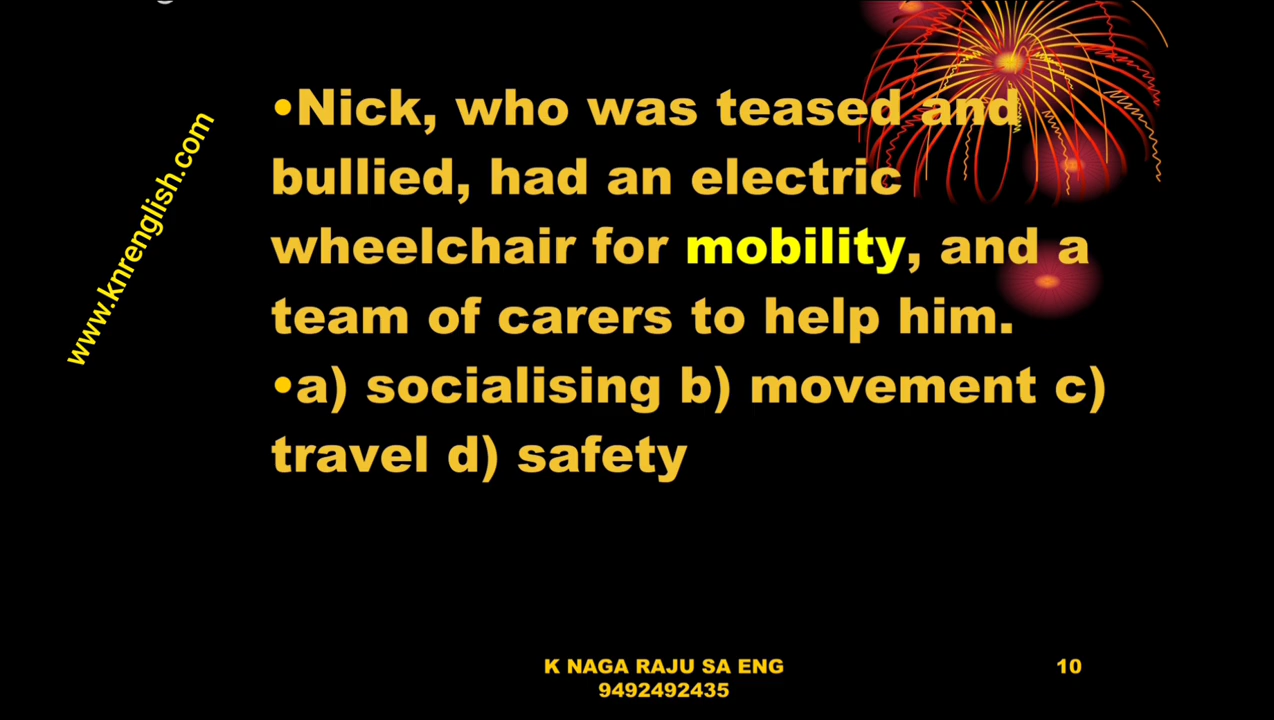 •Nick, who was teased and
bullied, had an electric
wheelchair for mobility, and a
team of carers to help him.
•a) socialising b) movement c)
travel d) safety
www.knrenglish.com
K NAGA RAJU SA ENG
9492492435
10